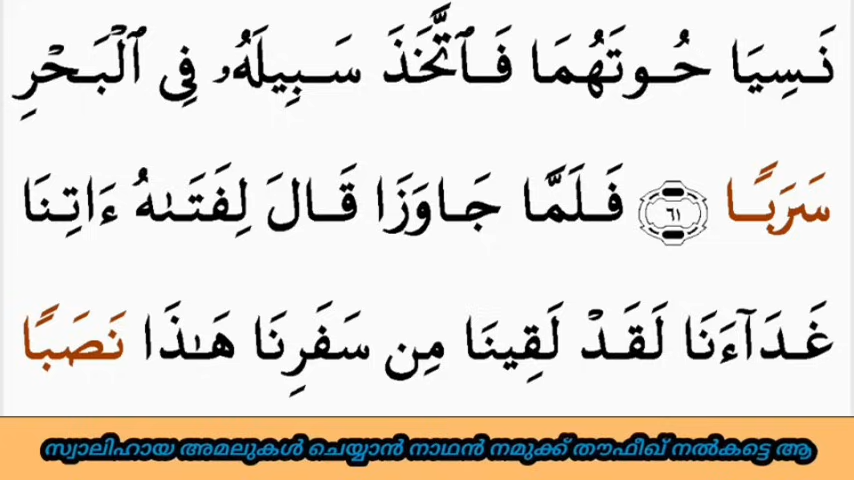 نَسِيَا حُوتَهُمَا فَٱتَّخَذَ سَبِيلَهُۥ فِى ٱلْبَحْرِ
سَرَبًا ٦١ فَلَمَّا جَاوَزَا قَالَ لِفَتَىٰهُ ءَاتِنَا
غَدَآءَنَا لَقَدْ لَقِينَا مِن سَفَرِنَا هَـٰذَا نَصَبًا
സ്വാലിഹായ അമലുകൾ ചെയ്യാൻ നാഥൻ നമുക്ക് തൗഫീഖ് നൽകട്ടെ ആ